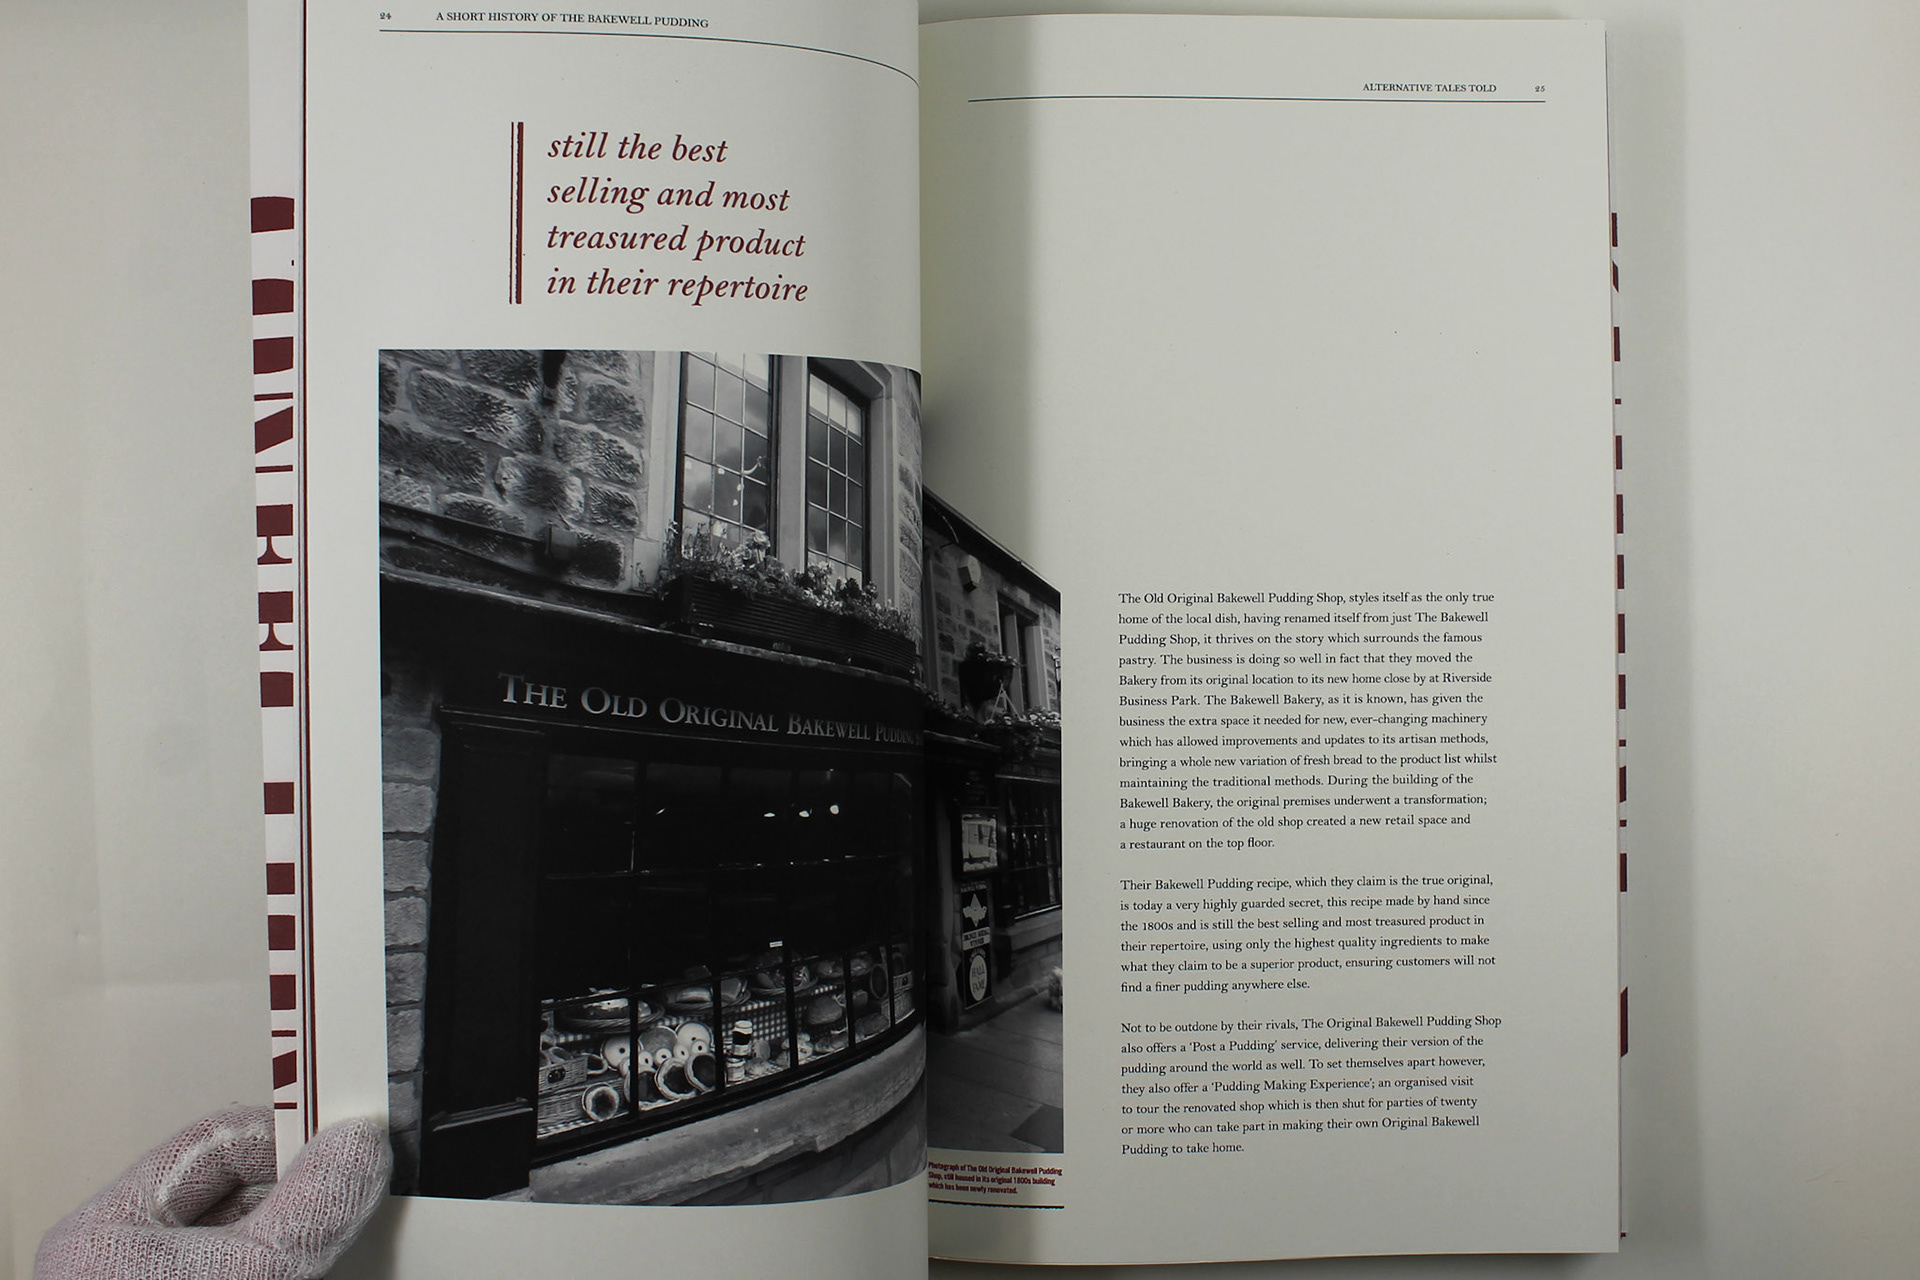 24 A SHORT HISTORY OF THE BAKEWELL PUDDING
still the best
selling and most
treasured product
in their repertoire
THE OLD ORIGINAL BAKEWELL PUDDING
Photograph of The Old Original Bakewell Pudding
Shop, still housed in its original 1800s building
which has been newly renovated.
ALTERNATIVE TALES TOLD 25
The Old Original Bakewell Pudding Shop, styles itself as the only true
home of the local dish, having renamed itself from just The Bakewell
Pudding Shop, it thrives on the story which surrounds the famous
pastry. The business is doing so well in fact that they moved the
Bakery from its original location to its new home close by at Riverside
Business Park. The Bakewell Bakery, as it is known, has given the
business the extra space it needed for new, ever-changing machinery
which has allowed improvements and updates to its artisan methods,
bringing a whole new variation of fresh bread to the product list whilst
maintaining the traditional methods. During the building of the
Bakewell Bakery, the original premises underwent a transformation;
a huge renovation of the old shop created a new retail space and
a restaurant on the top floor.
Their Bakewell Pudding recipe, which they claim is the true original,
is today a very highly guarded secret, this recipe made by hand since
the 1800s and is still the best selling and most treasured product in
their repertoire, using only the highest quality ingredients to make
what they claim to be a superior product, ensuring customers will not
find a finer pudding anywhere else.
Not to be outdone by their rivals, The Original Bakewell Pudding Shop
also offers a 'Post a Pudding' service, delivering their version of the
pudding around the world as well. To set themselves apart however,
they also offer a 'Pudding Making Experience'; an organised visit
to tour the renovated shop which is then shut for parties of twenty
or more who can take part in making their own Original Bakewell
Pudding to take home.